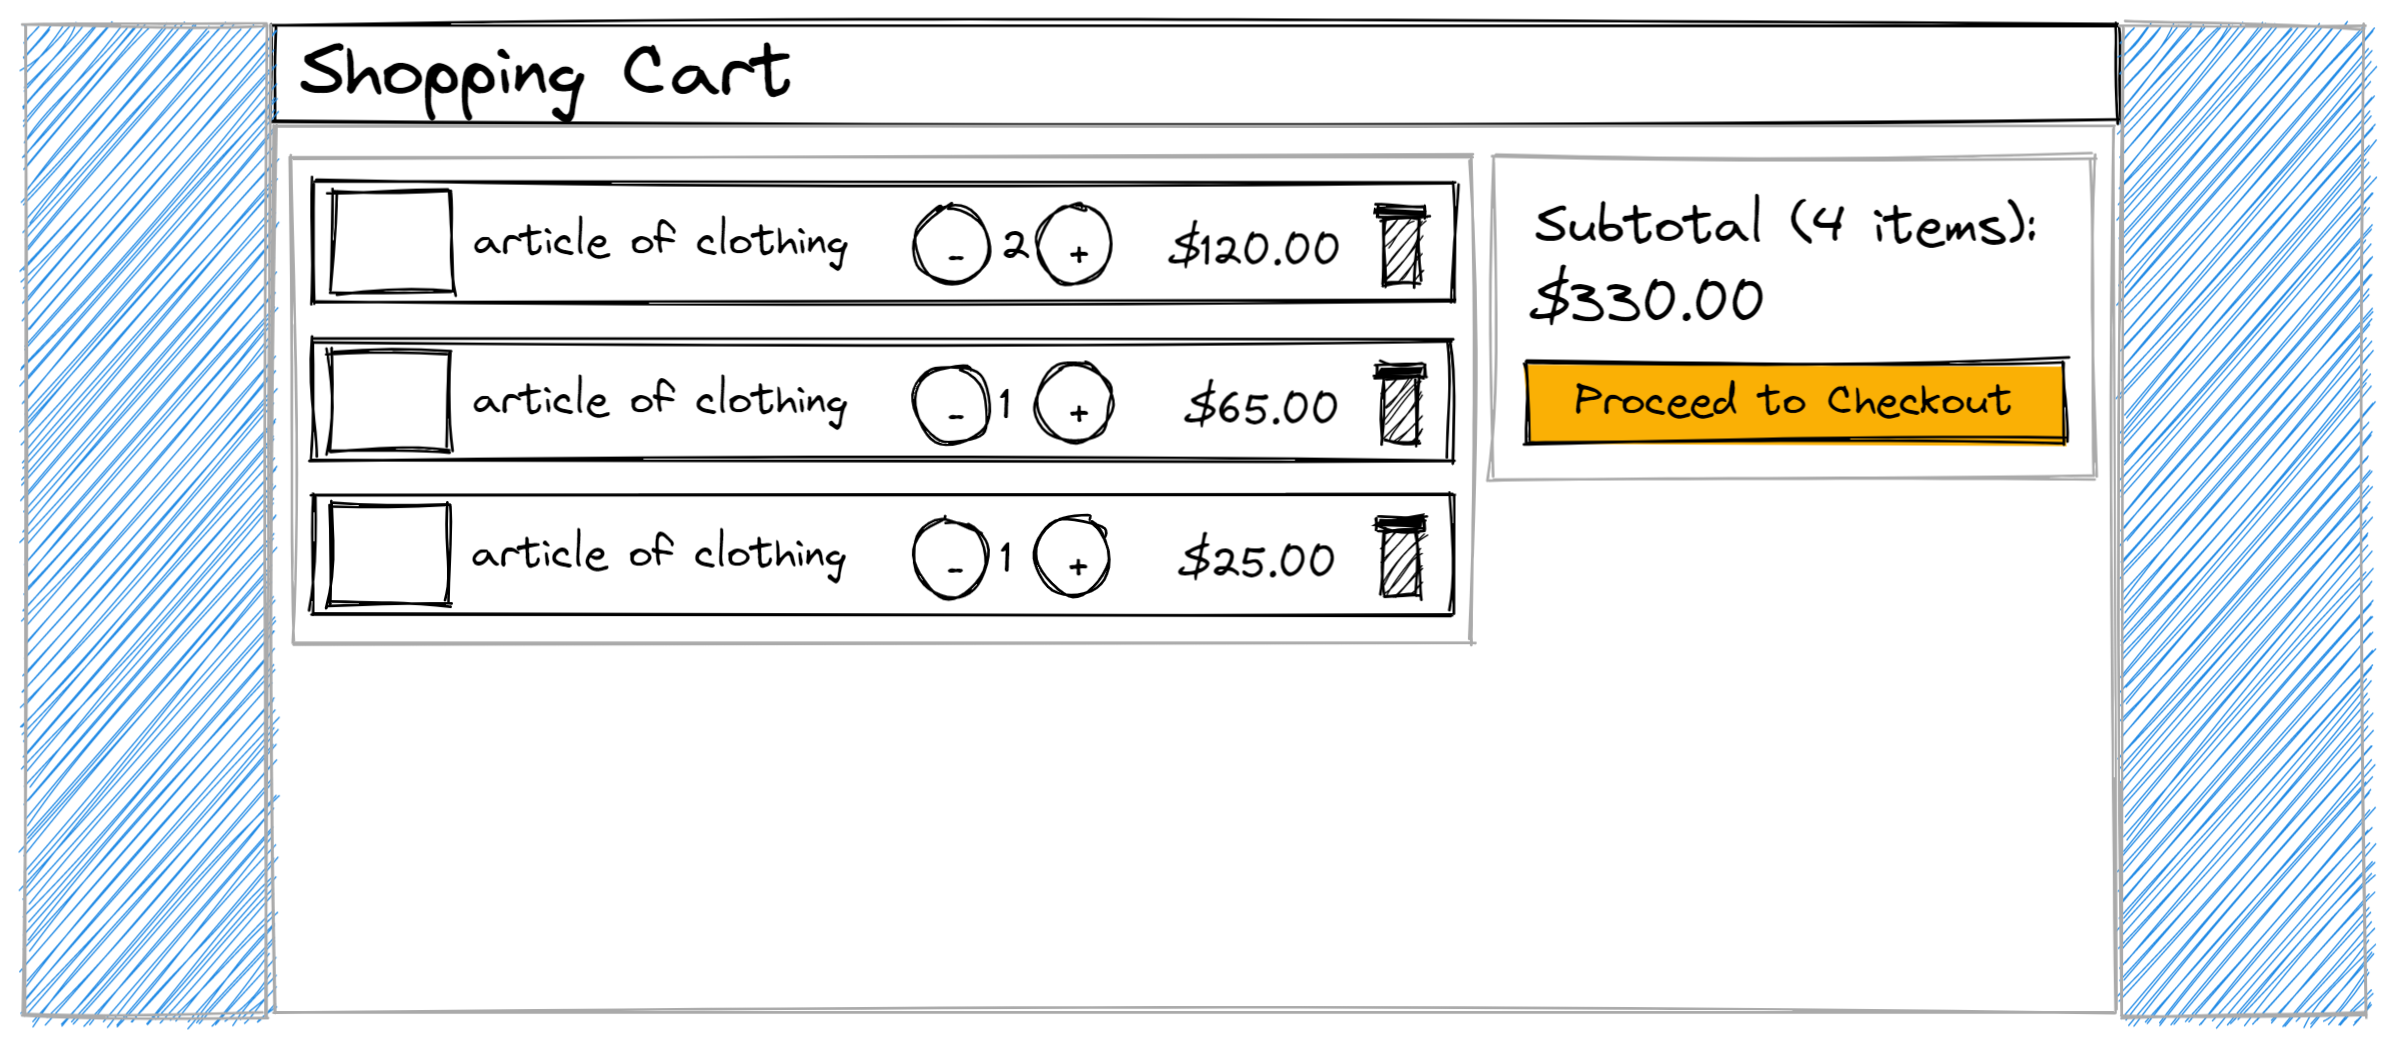 Shopping Cart
article of clothing - 2 + $120.00
article of clothing - 1 + $65.00
article of clothing - 1 + $25.00
Subtotal (4 items):
$330.00
Proceed to Checkout